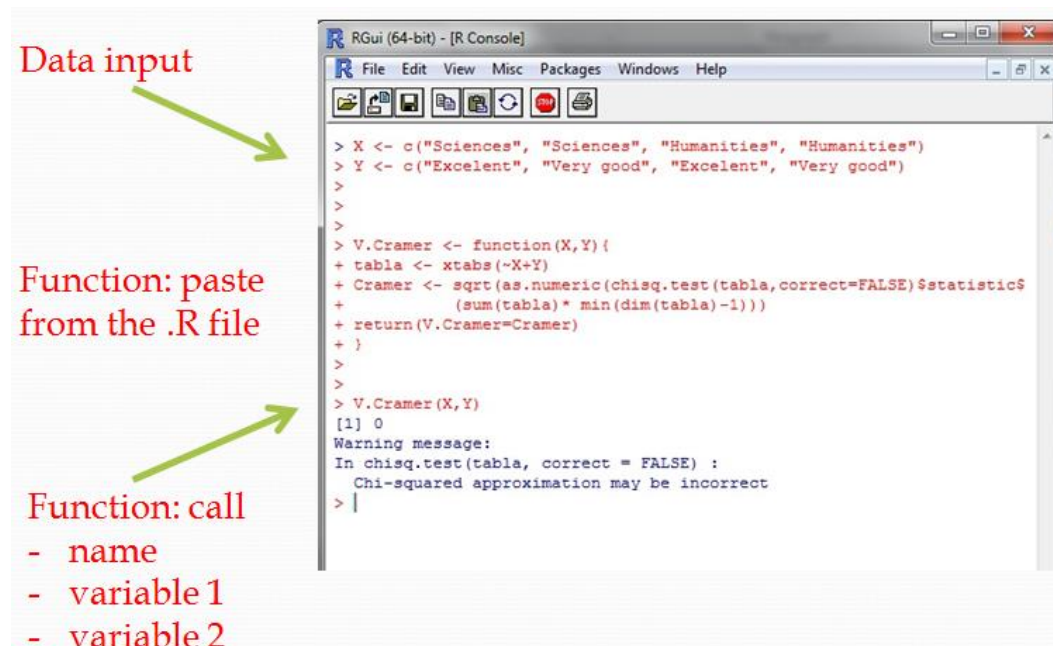 Data input
Function: paste
from the .R file
Function: call
- name
- variable 1
- variable 2
RGui (64-bit) - [R Console]
File Edit View Misc Packages Windows Help
STOP
> X <- c("Sciences", "Sciences", "Humanities", "Humanities")
> Y <- c("Excelent", "Very good", "Excelent", "Very good")
>
>
>
> V.Cramer <- function(X,Y){
+ tabla <- xtabs(~X+Y)
+ Cramer <- sqrt(as.numeric(chisq.test(tabla,correct=FALSE)$statistic$
+ (sum(tabla)* min(dim(tabla)-1)))
+ return(V.Cramer=Cramer)
+ }
>
>
> V.Cramer(X,Y)
[1] 0
Warning message:
In chisq.test(tabla, correct = FALSE) :
Chi-squared approximation may be incorrect
>